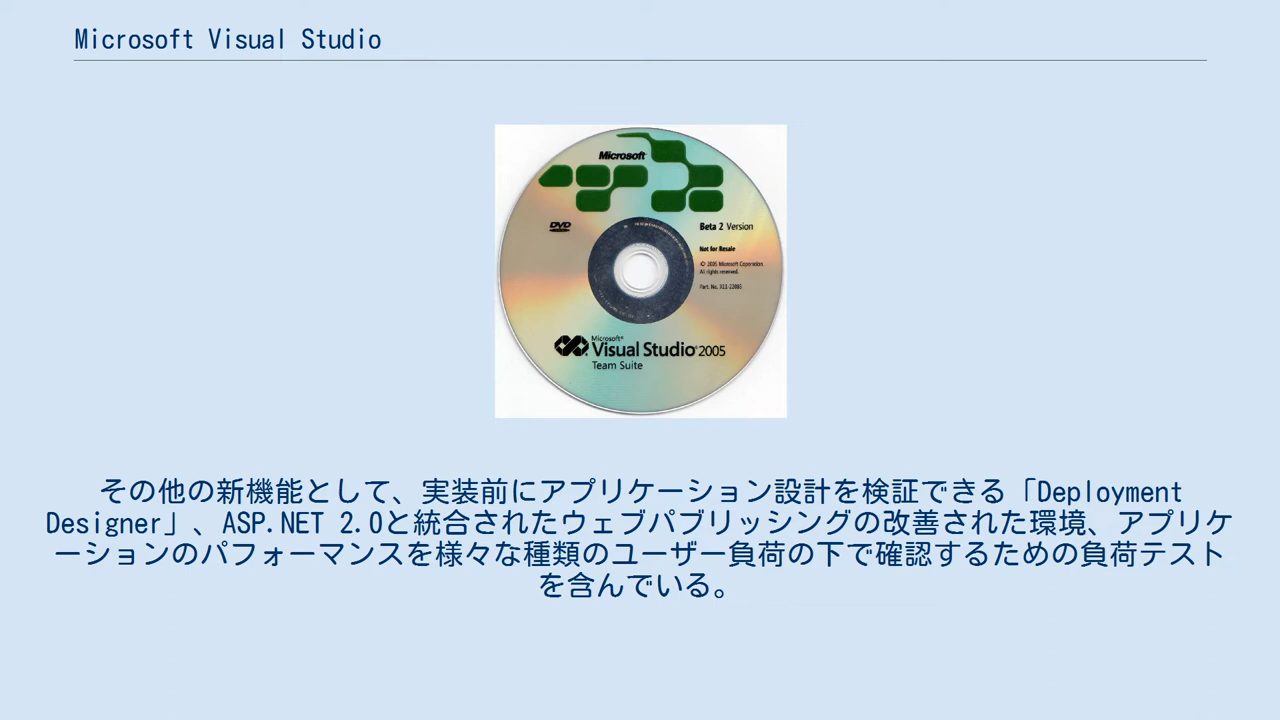 Microsoft Visual Studio
Microsoft
DVD
Beta 2 Version
Not for Resale
© 2005 Microsoft Corporation
All rights reserved.
Microsoft®
Visual Studio® 2005
Team Suite
その他の新機能として、実装前にアプリケーション設計を検証できる「Deployment
Designer」、ASP.NET 2.0と統合されたウェブパブリッシングの改善された環境、アプリケ
ーションのパフォーマンスを様々な種類のユーザー負荷の下で確認するための負荷テスト
を含んでいる。